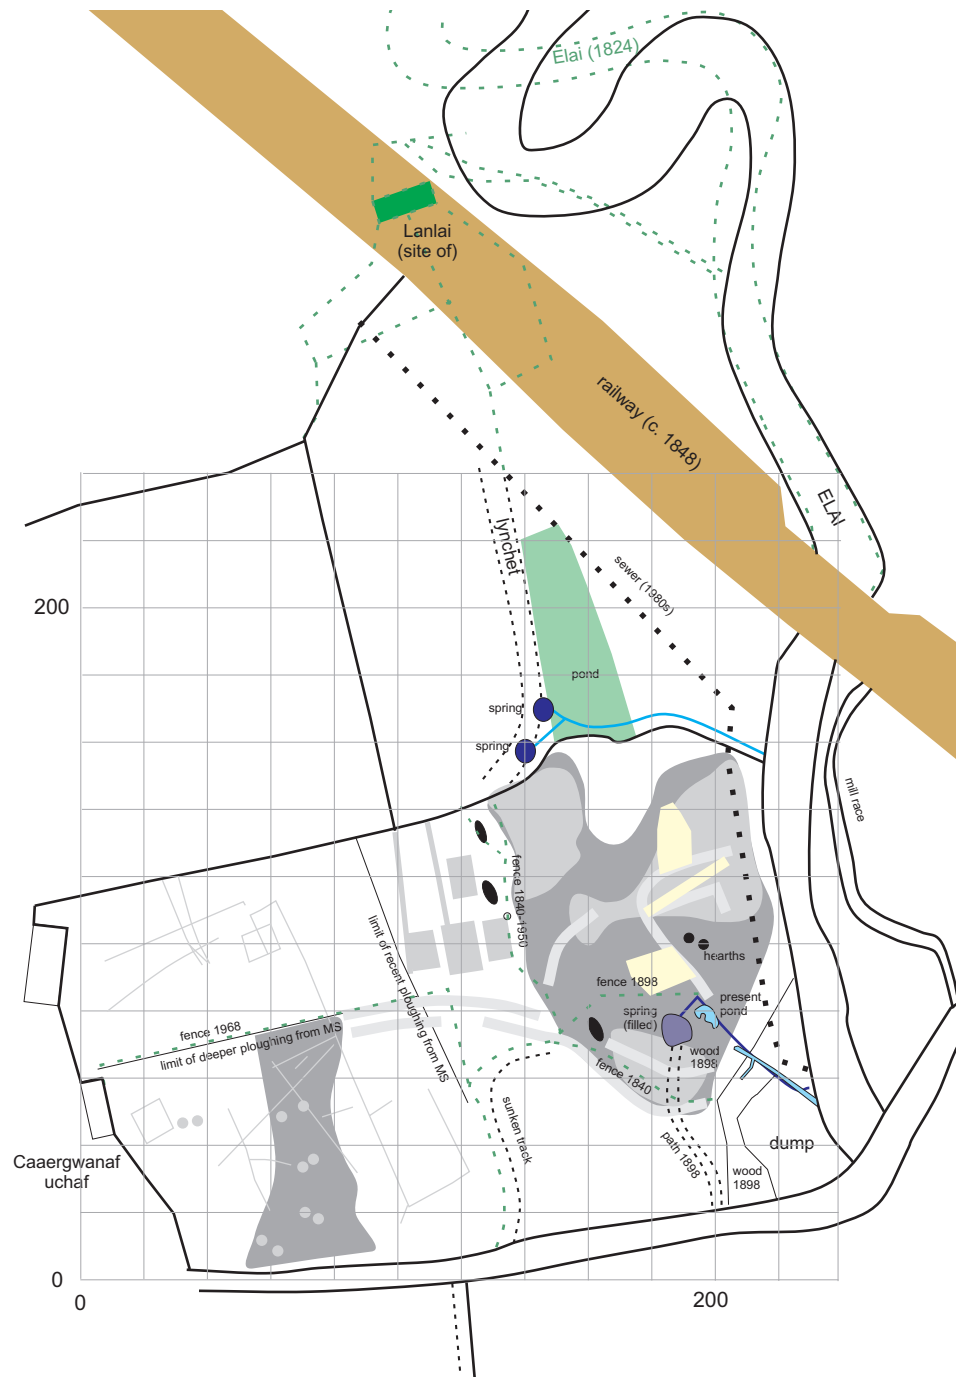 Elai (1824)
Lanlai
(site of)
railway (c. 1848)
ELAI
lynchet
sewer (1980s)
200
pond
spring
spring
mill race
fence 1840-1950
limit of recent ploughing from MS
hearths
fence 1898
present
pond
spring
(filled)
fence 1968
limit of deeper ploughing from MS
wood
1898
fence 1840
sunken track
path 1898
dump
Caaergwanaf
uchaf
wood
1898
0
0
200